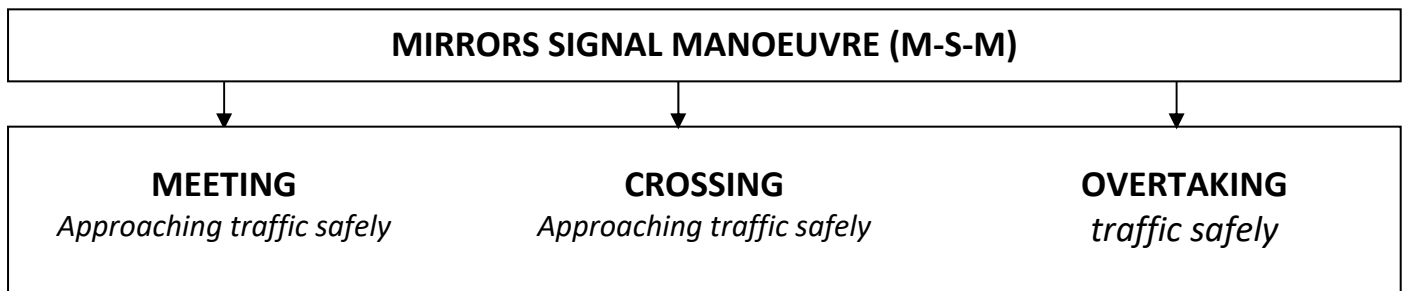 MIRRORS SIGNAL MANOEUVRE (M-S-M)
MEETING
Approaching traffic safely
CROSSING
Approaching traffic safely
OVERTAKING
traffic safely